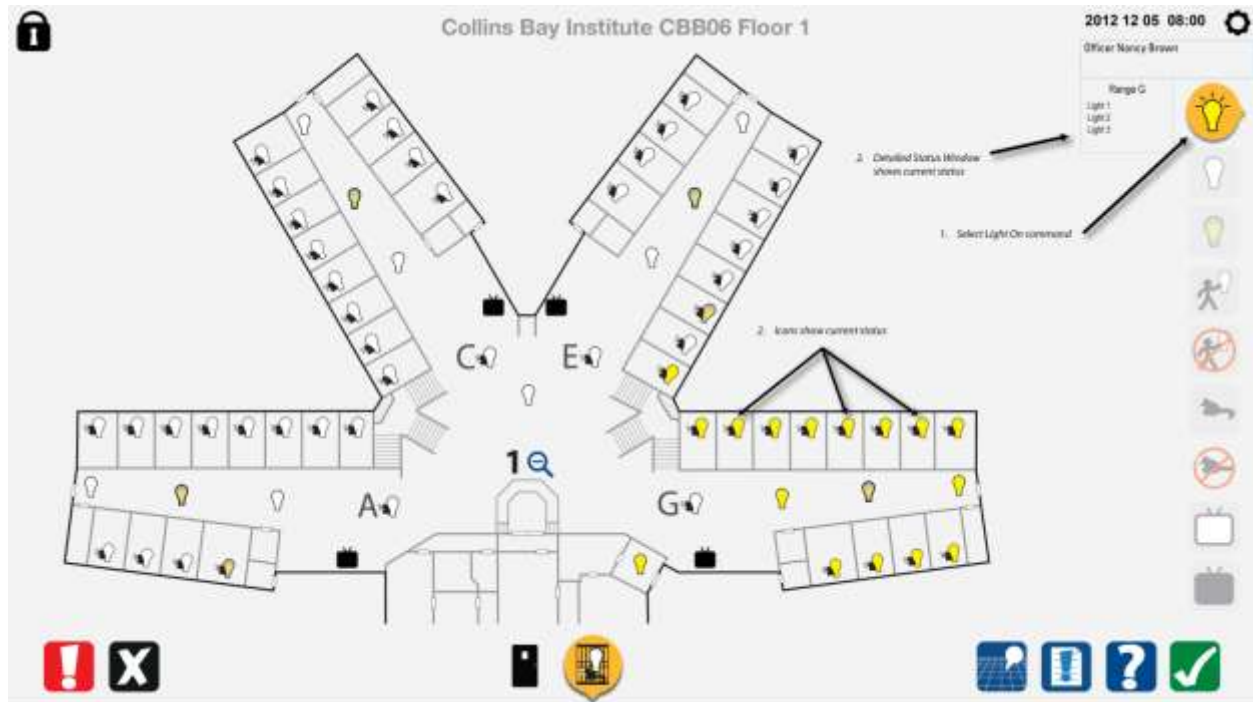 Collins Bay Institute CBB06 Floor 1
2012 12 05 08:00
Officer Nancy Brown
Range G
Light 1
Light 2
Light 3
2. Detailed Status Window
shows current status
1. Select Light On command
2. Icons show current status
C
E
1
A
G